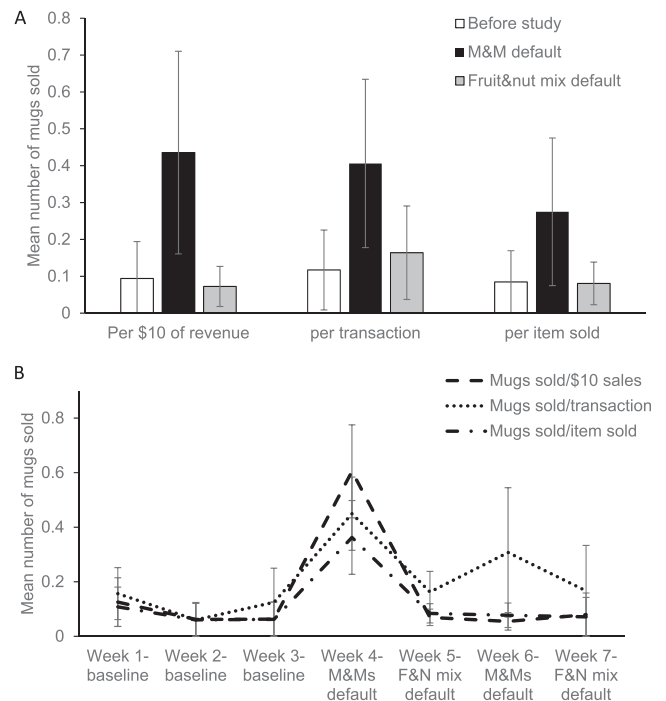 A
0.8
0.7
0.6
0.5
0.4
0.3
0.2
0.1
0
Mean number of mugs sold
Before study
M&M default
Fruit&nut mix default
Per $10 of revenue
per transaction
per item sold
B
Mugs sold/$10 sales
Mugs sold/transaction
Mugs sold/item sold
0.8
0.6
0.4
0.2
0
Mean number of mugs sold
Week 1-
baseline
Week 2-
baseline
Week 3-
baseline
Week 4-
M&Ms
default
Week 5-
F&N mix
default
Week 6-
M&Ms
default
Week 7-
F&N mix
default